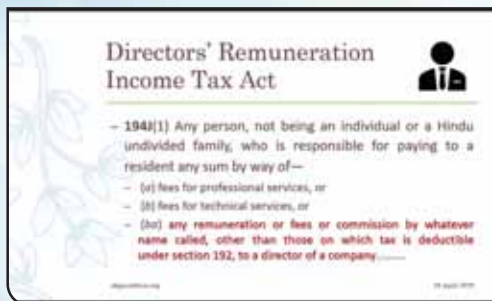 Directors' Remuneration
Income Tax Act
– 194J(1) Any person, not being an individual or a Hindu
undivided family, who is responsible for paying to a
resident any sum by way of—
– (a) fees for professional services, or
– (b) fees for technical services, or
– (ba) any remuneration or fees or commission by whatever
name called, other than those on which tax is deductible
under section 192, to a director of a company.........